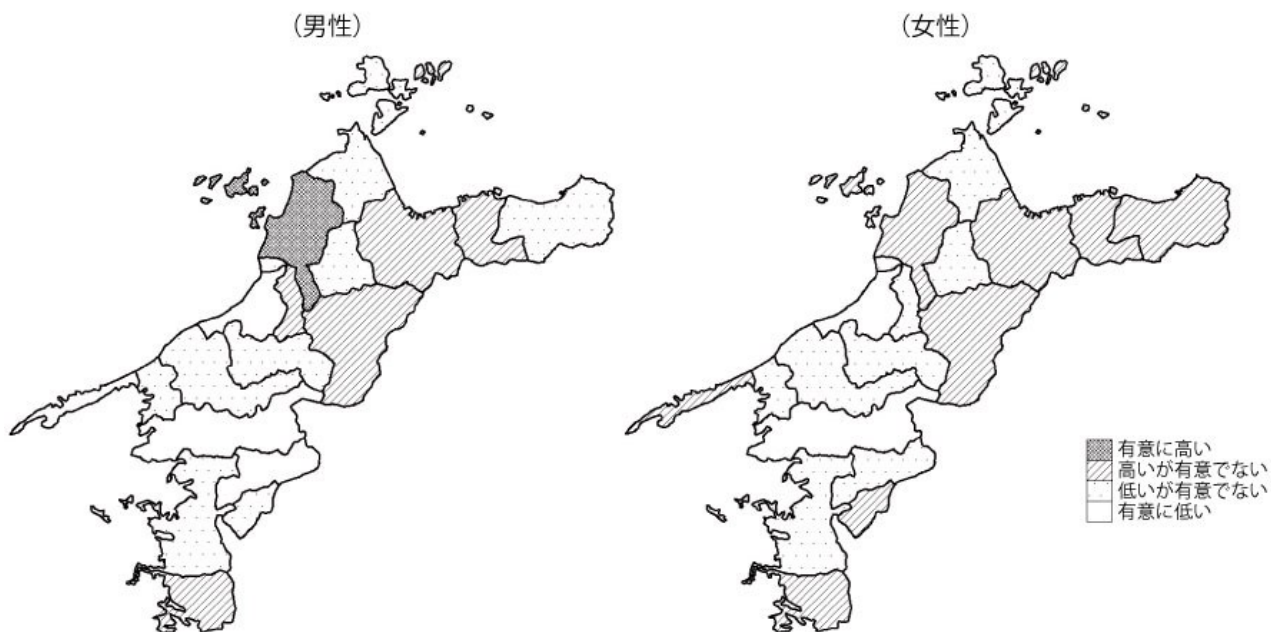 (男性)
(女性)
有意に高い
高いが有意でない
低いが有意でない
有意に低い